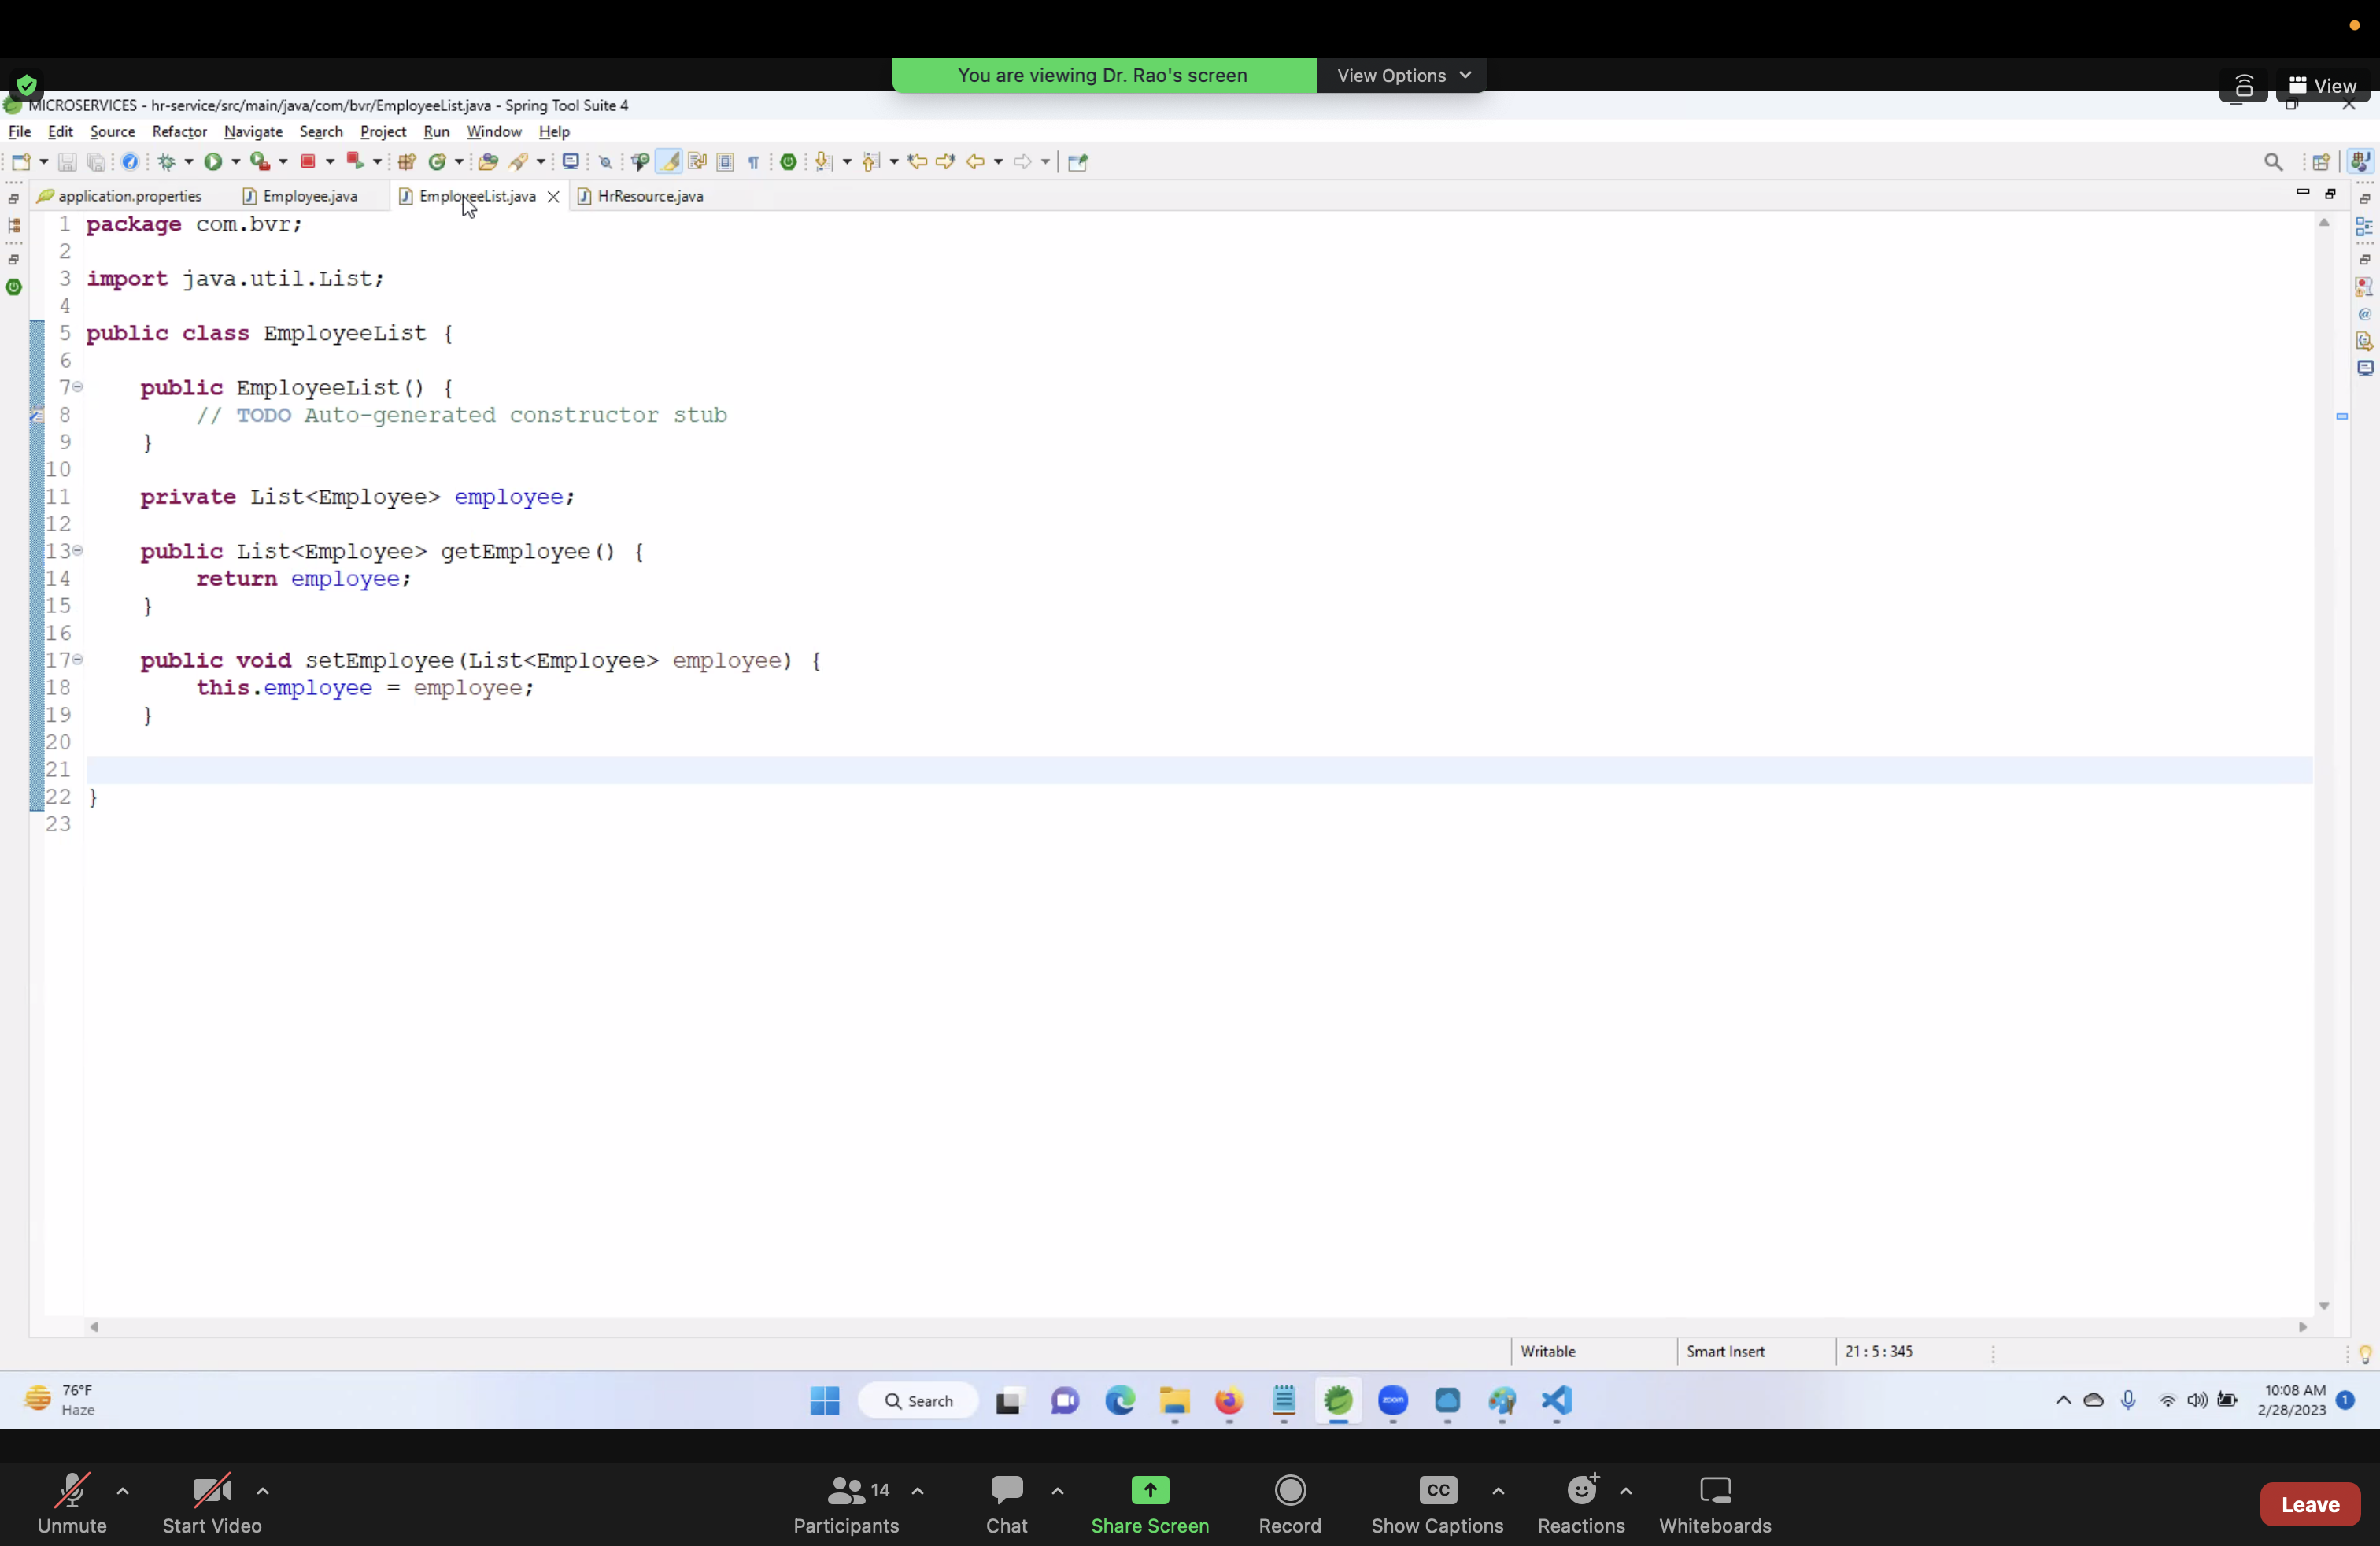 You are viewing Dr. Rao's screen View Options
View
MICROSERVICES - hr-service/src/main/java/com/bvr/EmployeeList.java - Spring Tool Suite 4
File Edit Source Refactor Navigate Search Project Run Window Help
application.properties Employee.java EmployeeList.java HrResource.java
1 package com.bvr;
2
3 import java.util.List;
4
5 public class EmployeeList {
6
7 public EmployeeList() {
8 // TODO Auto-generated constructor stub
9 }
10
11 private List<Employee> employee;
12
13 public List<Employee> getEmployee() {
14 return employee;
15 }
16
17 public void setEmployee(List<Employee> employee) {
18 this.employee = employee;
19 }
20
21
22 }
23
Writable Smart Insert 21 : 5 : 345
76°F
Haze
Search
zoom
10:08 AM
2/28/2023
1
14
CC
Unmute Start Video Participants Chat Share Screen Record Show Captions Reactions Whiteboards Leave